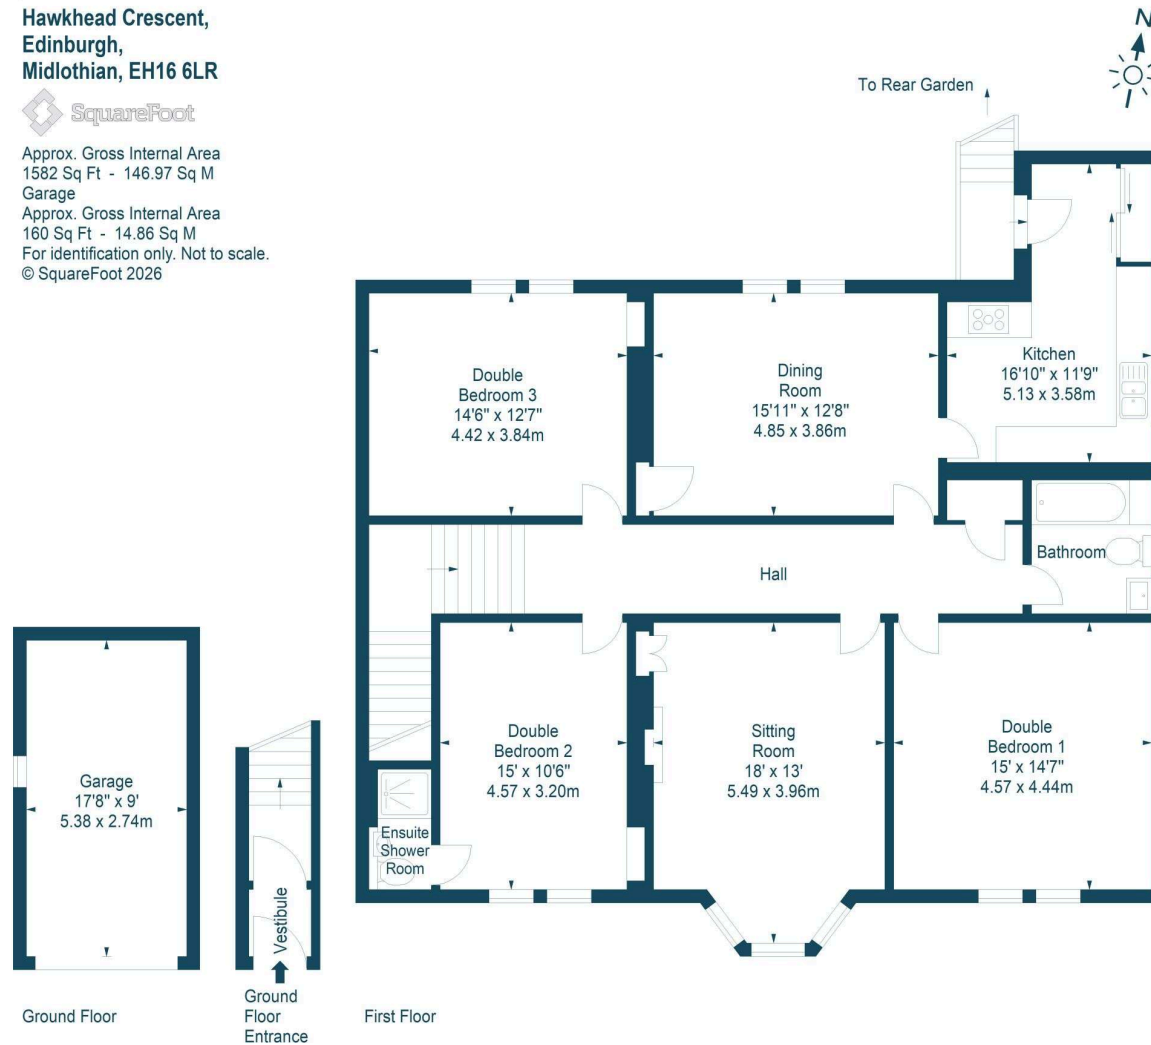 Hawkhead Crescent,
Edinburgh,
Midlothian, EH16 6LR
SquareFoot
Approx. Gross Internal Area
1582 Sq Ft - 146.97 Sq M
Garage
Approx. Gross Internal Area
160 Sq Ft - 14.86 Sq M
For identification only. Not to scale.
© SquareFoot 2026
N
To Rear Garden
Double
Bedroom 3
14'6" x 12'7"
4.42 x 3.84m
Dining
Room
15'11" x 12'8"
4.85 x 3.86m
Kitchen
16'10" x 11'9"
5.13 x 3.58m
Bathroom
Hall
Double
Bedroom 2
15' x 10'6"
4.57 x 3.20m
Sitting
Room
18' x 13'
5.49 x 3.96m
Double
Bedroom 1
15' x 14'7"
4.57 x 4.44m
Ensuite
Shower
Room
Garage
17'8" x 9'
5.38 x 2.74m
Vestibule
Ground Floor
Ground
Floor
Entrance
First Floor